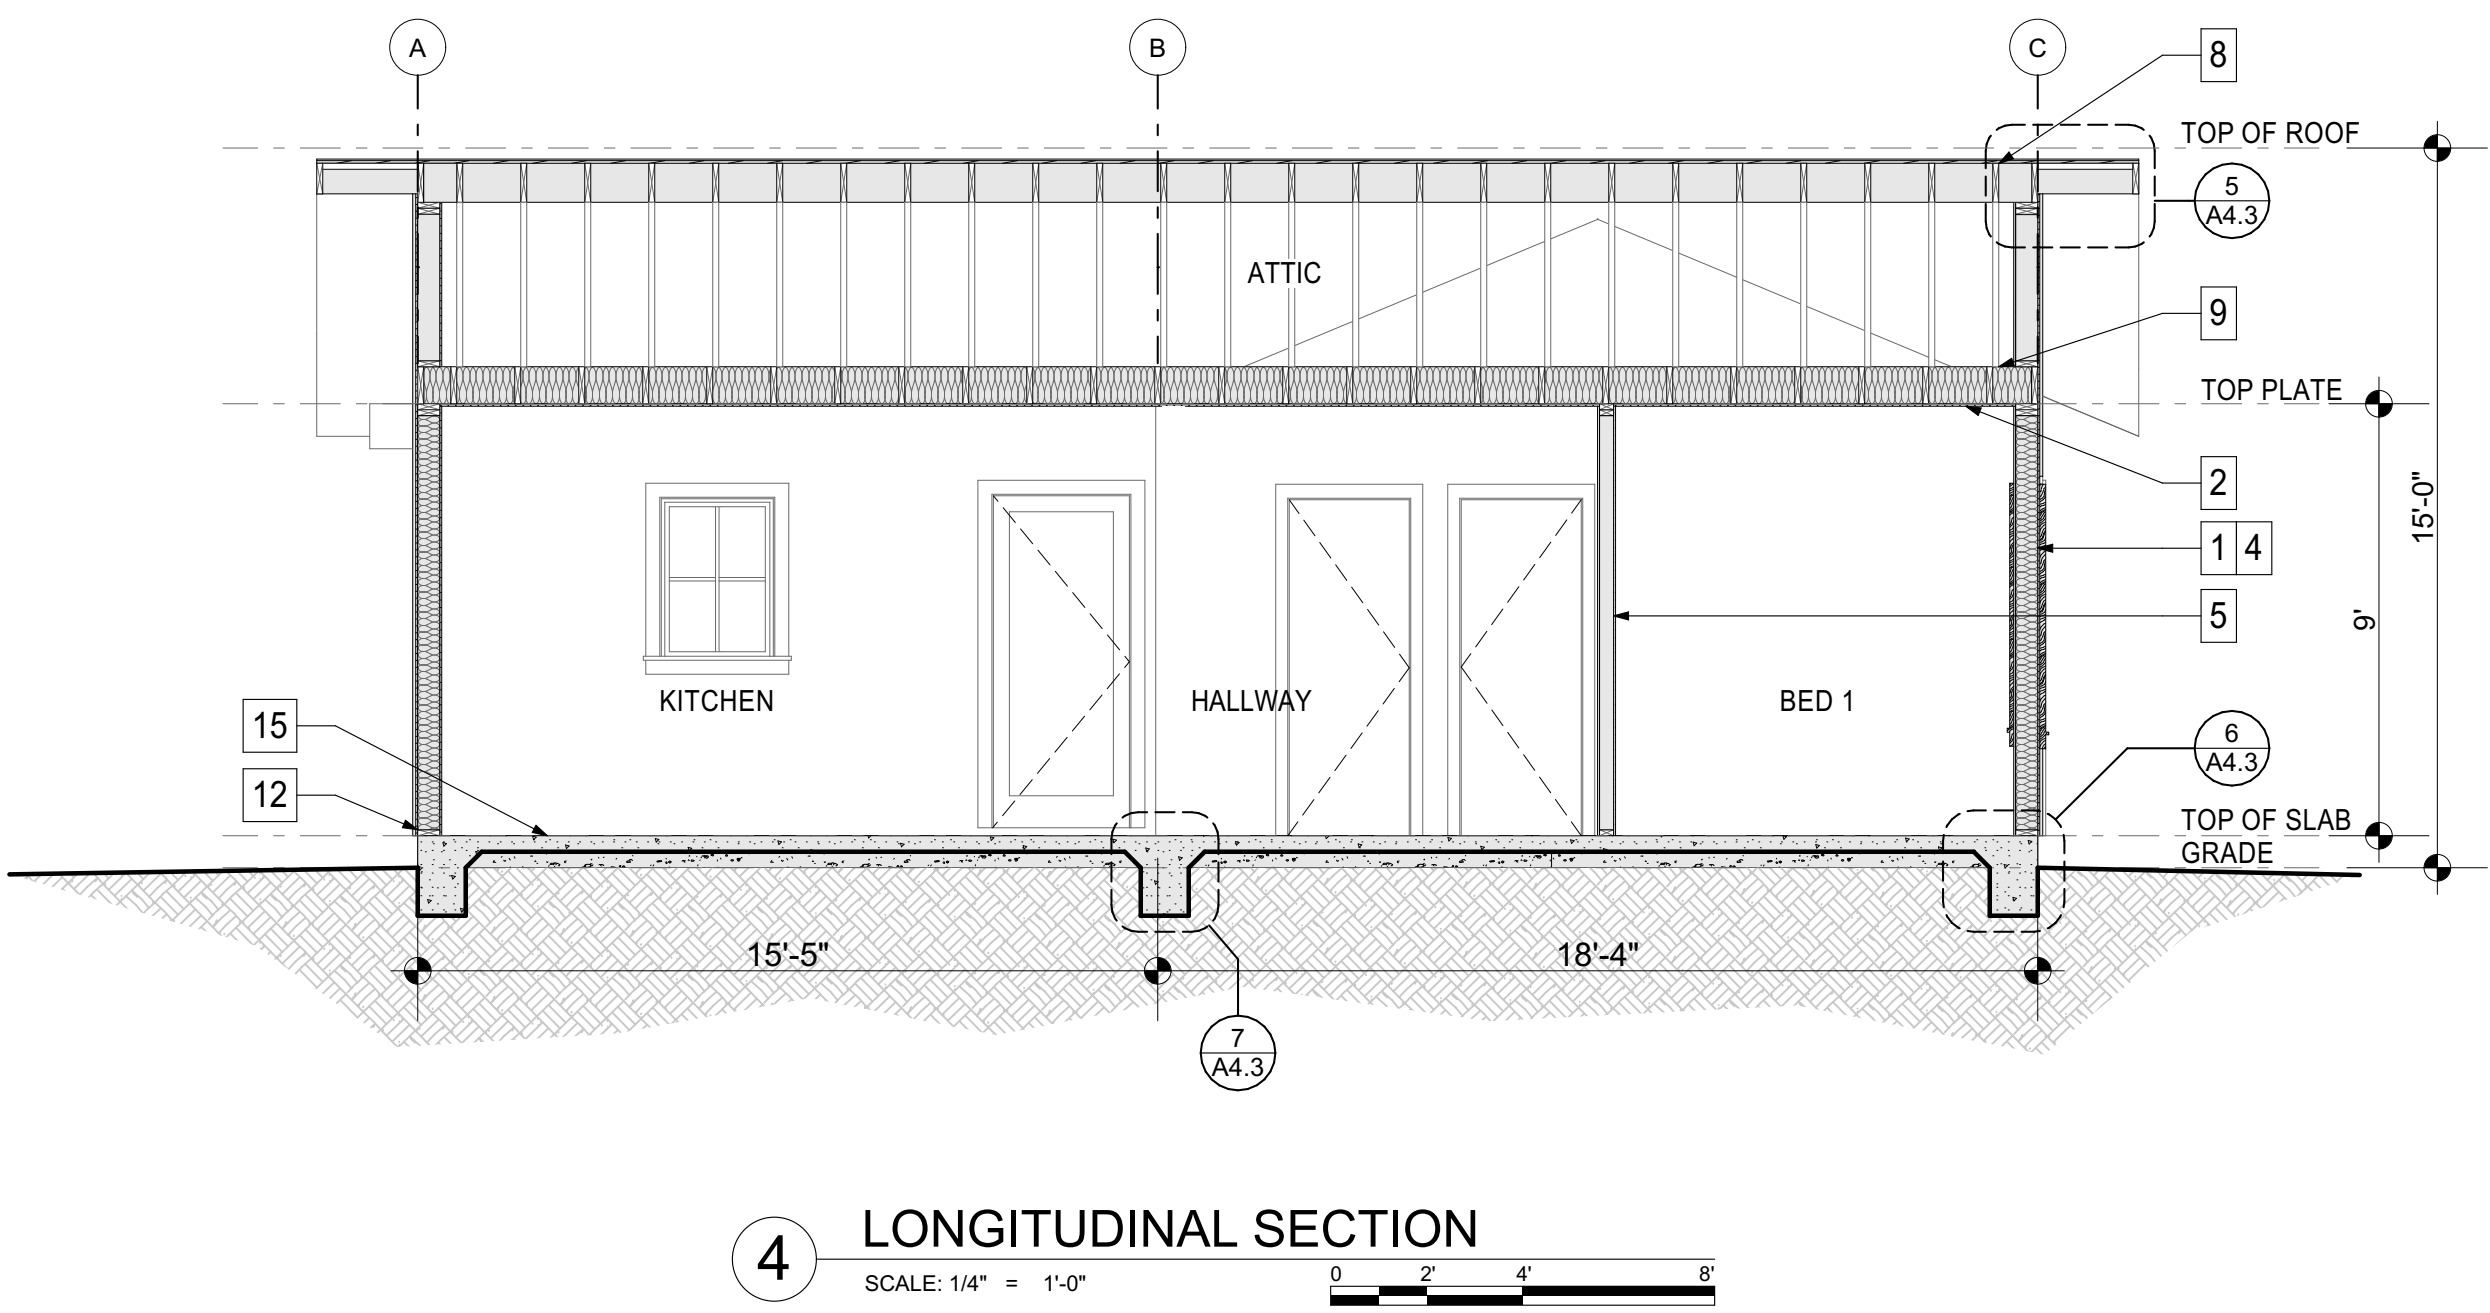 A
B
C
8
TOP OF ROOF
5
A4.3
ATTIC
9
TOP PLATE
2
15'-0"
1 4
9'
5
KITCHEN
HALLWAY
BED 1
15
6
A4.3
12
TOP OF SLAB
GRADE
15'-5"
18'-4"
7
A4.3
4
LONGITUDINAL SECTION
SCALE: 1/4" = 1'-0"
0 2' 4' 8'